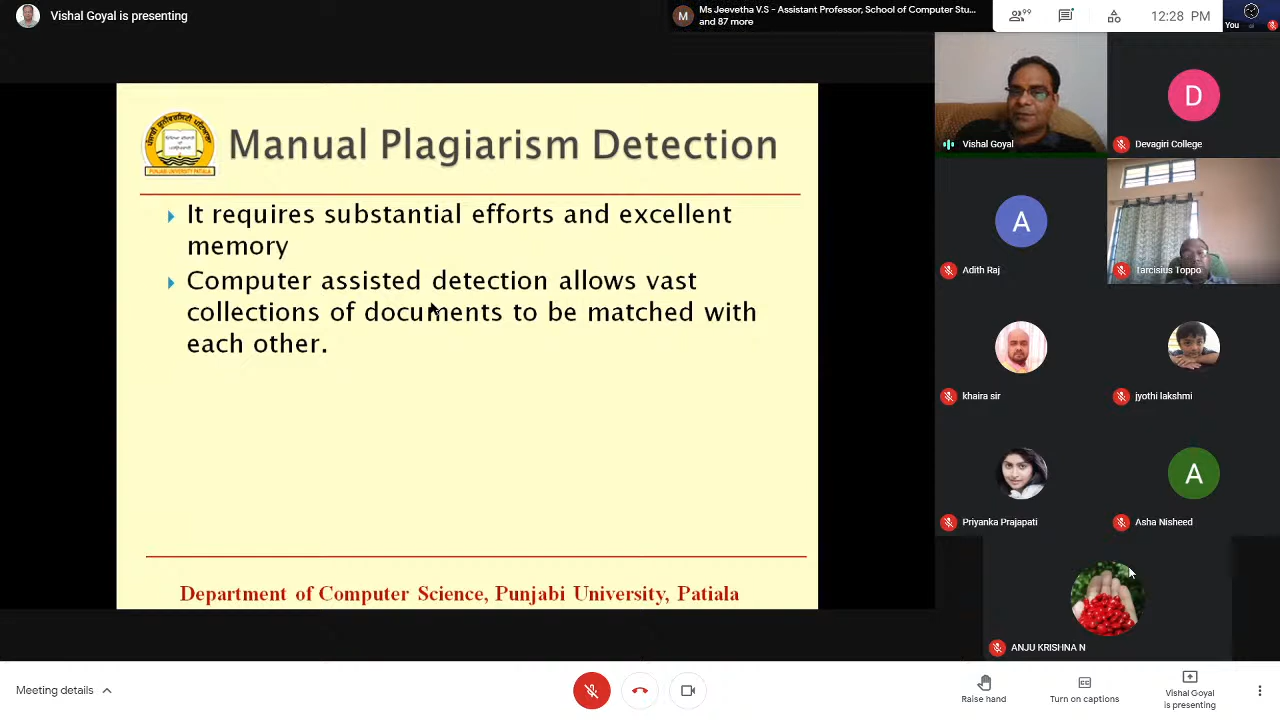 Vishal Goyal is presenting
M
Ms Jeevetha V.S - Assistant Professor, School of Computer Stu...
and 87 more
99
12:28 PM
You
Manual Plagiarism Detection
PUNJABI UNIVERSITY PATIALA
It requires substantial efforts and excellent
memory
Computer assisted detection allows vast
collections of documents to be matched with
each other.
Department of Computer Science, Punjabi University, Patiala
Vishal Goyal
D
Devagiri College
A
Adith Raj
Tarcisius Toppo
khaira sir
jyothi lakshmi
Priyanka Prajapati
A
Asha Nisheed
ANJU KRISHNA N
Meeting details
Raise hand
Turn on captions
Vishal Goyal
is presenting